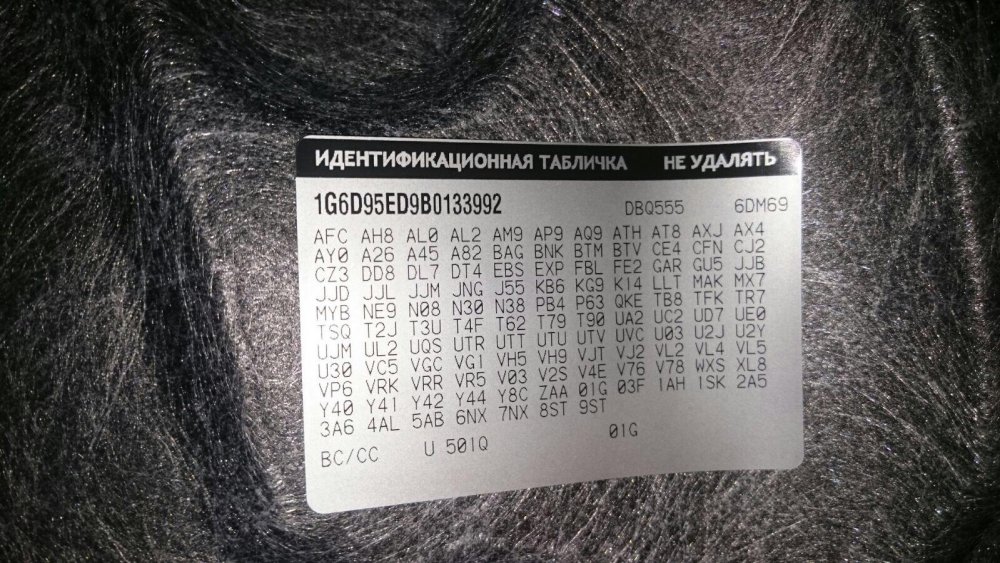 ИДЕНТИФИКАЦИОННАЯ ТАБЛИЧКА НЕ УДАЛЯТЬ
1G6D95ED9B0133992 DBQ555 6DM69
AFC AH8 AL0 AL2 AM9 AP9 AQ9 ATH AT8 AXJ AX4
AY0 A26 A45 A82 BAG BNK BTM BTV CE4 CFN CJ2
CZ3 DD8 DL7 DT4 EBS EXP FBL FE2 GAR GU5 JJB
JJD JJL JJM JNG J55 KB6 KG9 K14 LLT MAK MX7
MYB NE9 N08 N30 N38 PB4 P63 QKE TB8 TFK TR7
TSQ T2J T3U T4F T62 T79 T90 UA2 UC2 UD7 UE0
UJM UL2 UQS UTR UTT UTU UTV UVC U03 U2J U2Y
U30 VC5 VGC VG1 VH5 VH9 VJT VJ2 VL2 VL4 VL5
VP6 VRK VRR VR5 V03 V2S V4E V76 V78 WXS XL8
Y40 Y41 Y42 Y44 Y8C ZAA 01G 03F 1AH 1SK 2A5
3A6 4AL 5AB 6NX 7NX 8ST 9ST
BC/CC U 501Q 01G